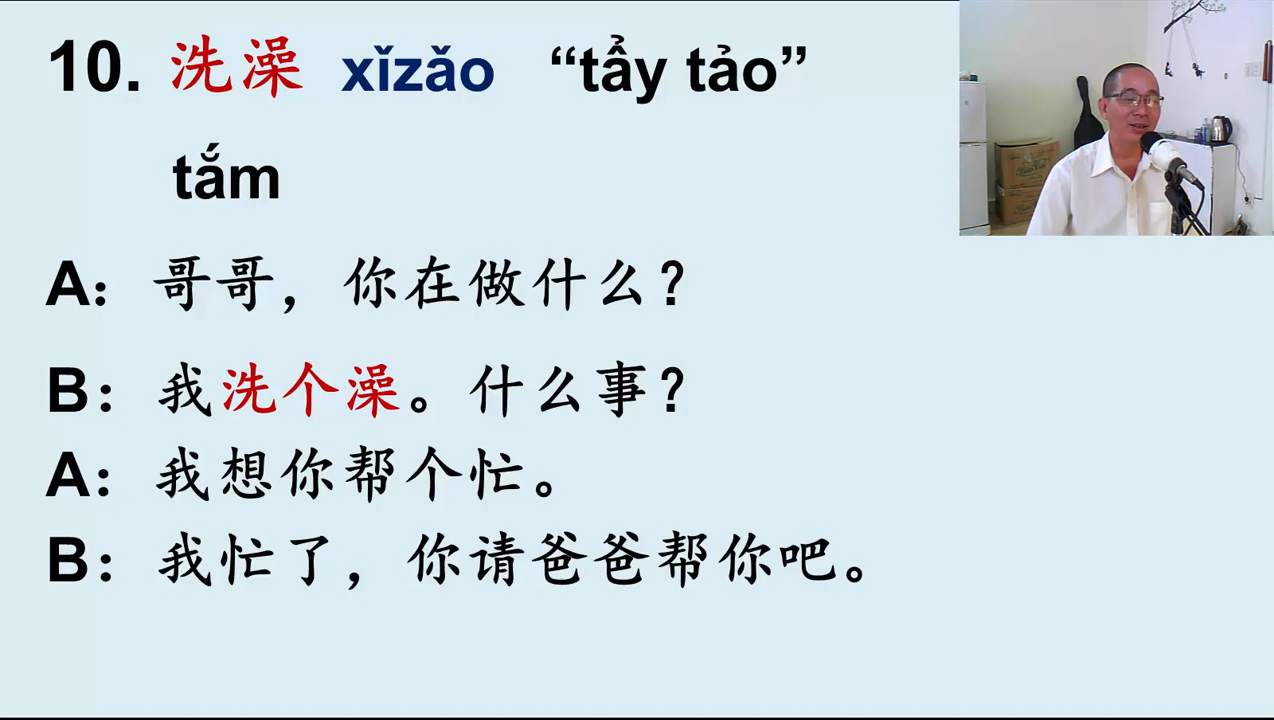 10. 洗澡 xǐzǎo “tẩy tảo”
tắm
A：哥哥，你在做什么？
B：我洗个澡。什么事？
A：我想你帮个忙。
B：我忙了，你请爸爸帮你吧。